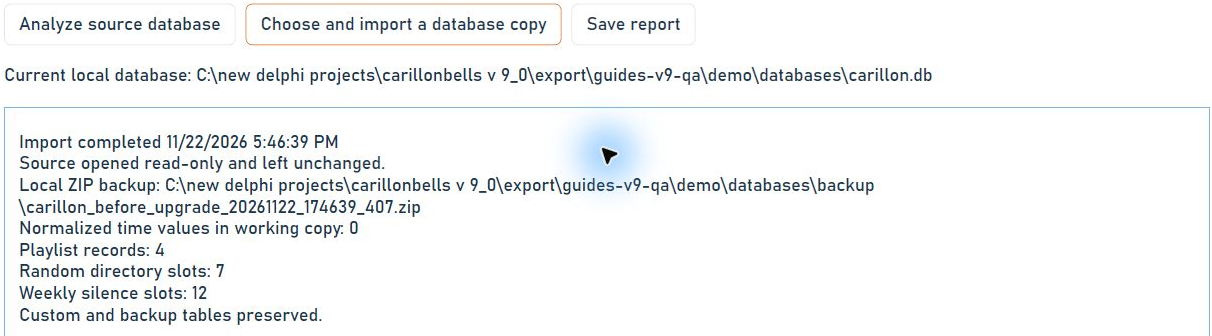 Analyze source database Choose and import a database copy Save report
Current local database: C:\new delphi projects\carillonbells v 9_0\export\guides-v9-qa\demo\databases\carillon.db
Import completed 11/22/2026 5:46:39 PM
Source opened read-only and left unchanged.
Local ZIP backup: C:\new delphi projects\carillonbells v 9_0\export\guides-v9-qa\demo\databases\backup
\carillon_before_upgrade_20261122_174639_407.zip
Normalized time values in working copy: 0
Playlist records: 4
Random directory slots: 7
Weekly silence slots: 12
Custom and backup tables preserved.